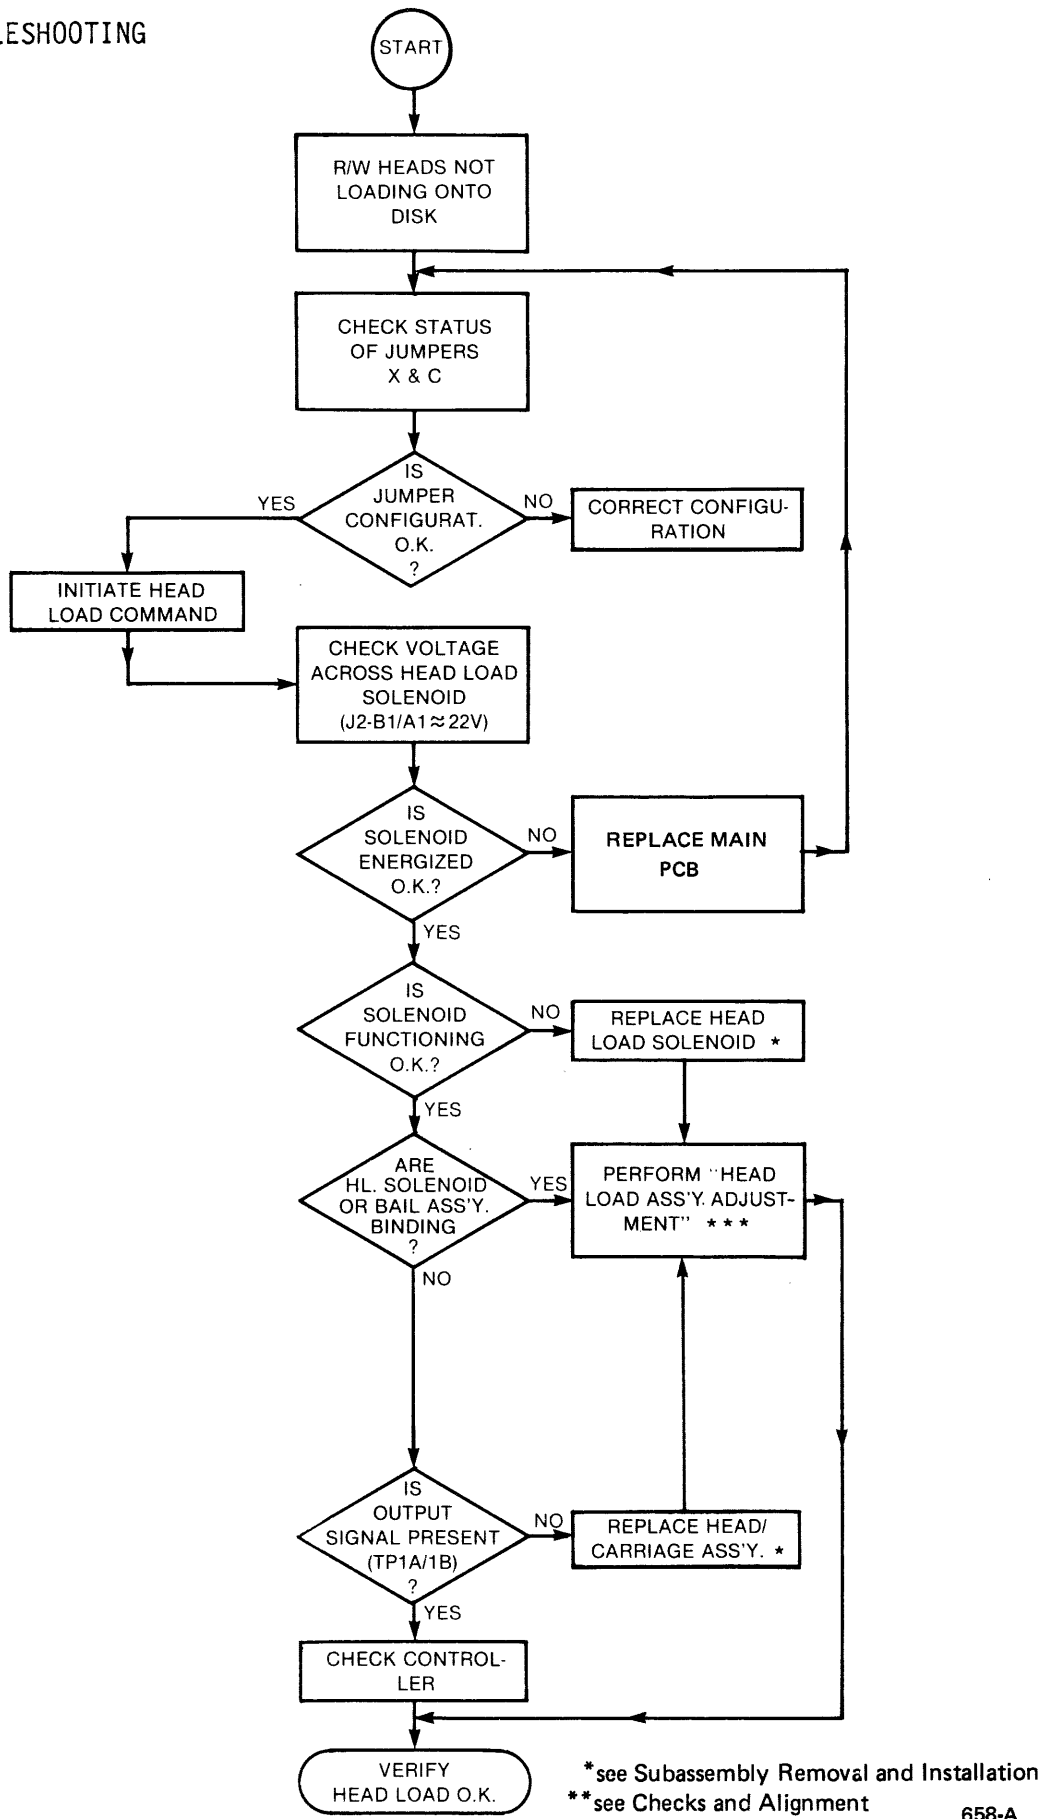 LESHOOTING
START
R/W HEADS NOT
LOADING ONTO
DISK
CHECK STATUS
OF JUMPERS
X & C
IS
JUMPER
CONFIGURAT.
O.K.
?
YES
NO
CORRECT CONFIGU-
RATION
INITIATE HEAD
LOAD COMMAND
CHECK VOLTAGE
ACROSS HEAD LOAD
SOLENOID
(J2-B1/A1≈22V)
IS
SOLENOID
ENERGIZED
O.K.?
NO
REPLACE MAIN
PCB
YES
IS
SOLENOID
FUNCTIONING
O.K.?
NO
REPLACE HEAD
LOAD SOLENOID *
YES
ARE
HL. SOLENOID
OR BAIL ASS'Y.
BINDING
?
YES
PERFORM "HEAD
LOAD ASS'Y. ADJUST-
MENT" * * *
NO
IS
OUTPUT
SIGNAL PRESENT
(TP1A/1B)
?
NO
REPLACE HEAD/
CARRIAGE ASS'Y. *
YES
CHECK CONTROL-
LER
VERIFY
HEAD LOAD O.K.
*see Subassembly Removal and Installation
**see Checks and Alignment
658-A